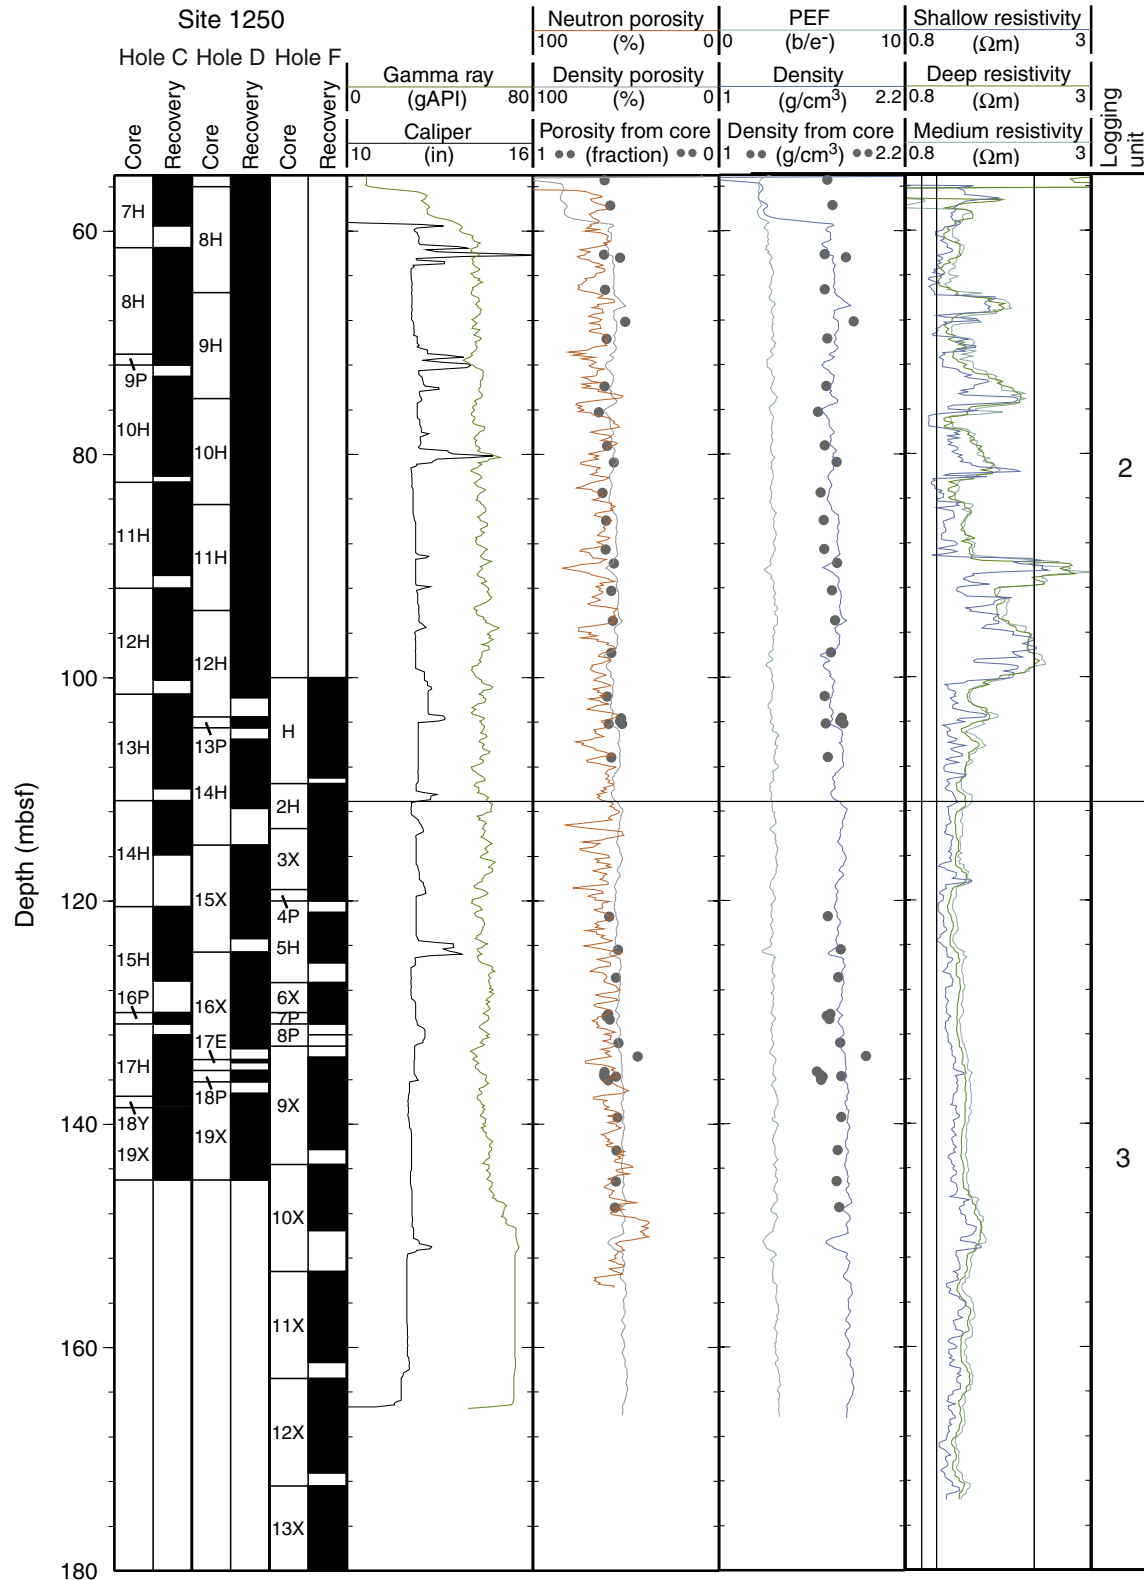 Site 1250
Hole C Hole D Hole F
Core Recovery Core Recovery Core Recovery
Neutron porosity
100 (%) 0
PEF
0 (b/e-) 10
Shallow resistivity
0.8 (Ωm) 3
Gamma ray
0 (gAPI) 80
Density porosity
100 (%) 0
Density
1 (g/cm³) 2.2
Deep resistivity
0.8 (Ωm) 3
Caliper
10 (in) 16
Porosity from core
1 (fraction) 0
Density from core
1 (g/cm³) 2.2
Medium resistivity
0.8 (Ωm) 3
Logging
unit
Depth (mbsf)
60
80
100
120
140
160
180
7H
8H
9P
10H
11H
12H
13H
14H
15H
16P
17H
18Y
19X
8H
9H
10H
11H
12H
13P
14H
15X
16X
17E
18P
19X
H
2H
3X
4P
5H
6X
7P
8P
9X
10X
11X
12X
13X
2
3